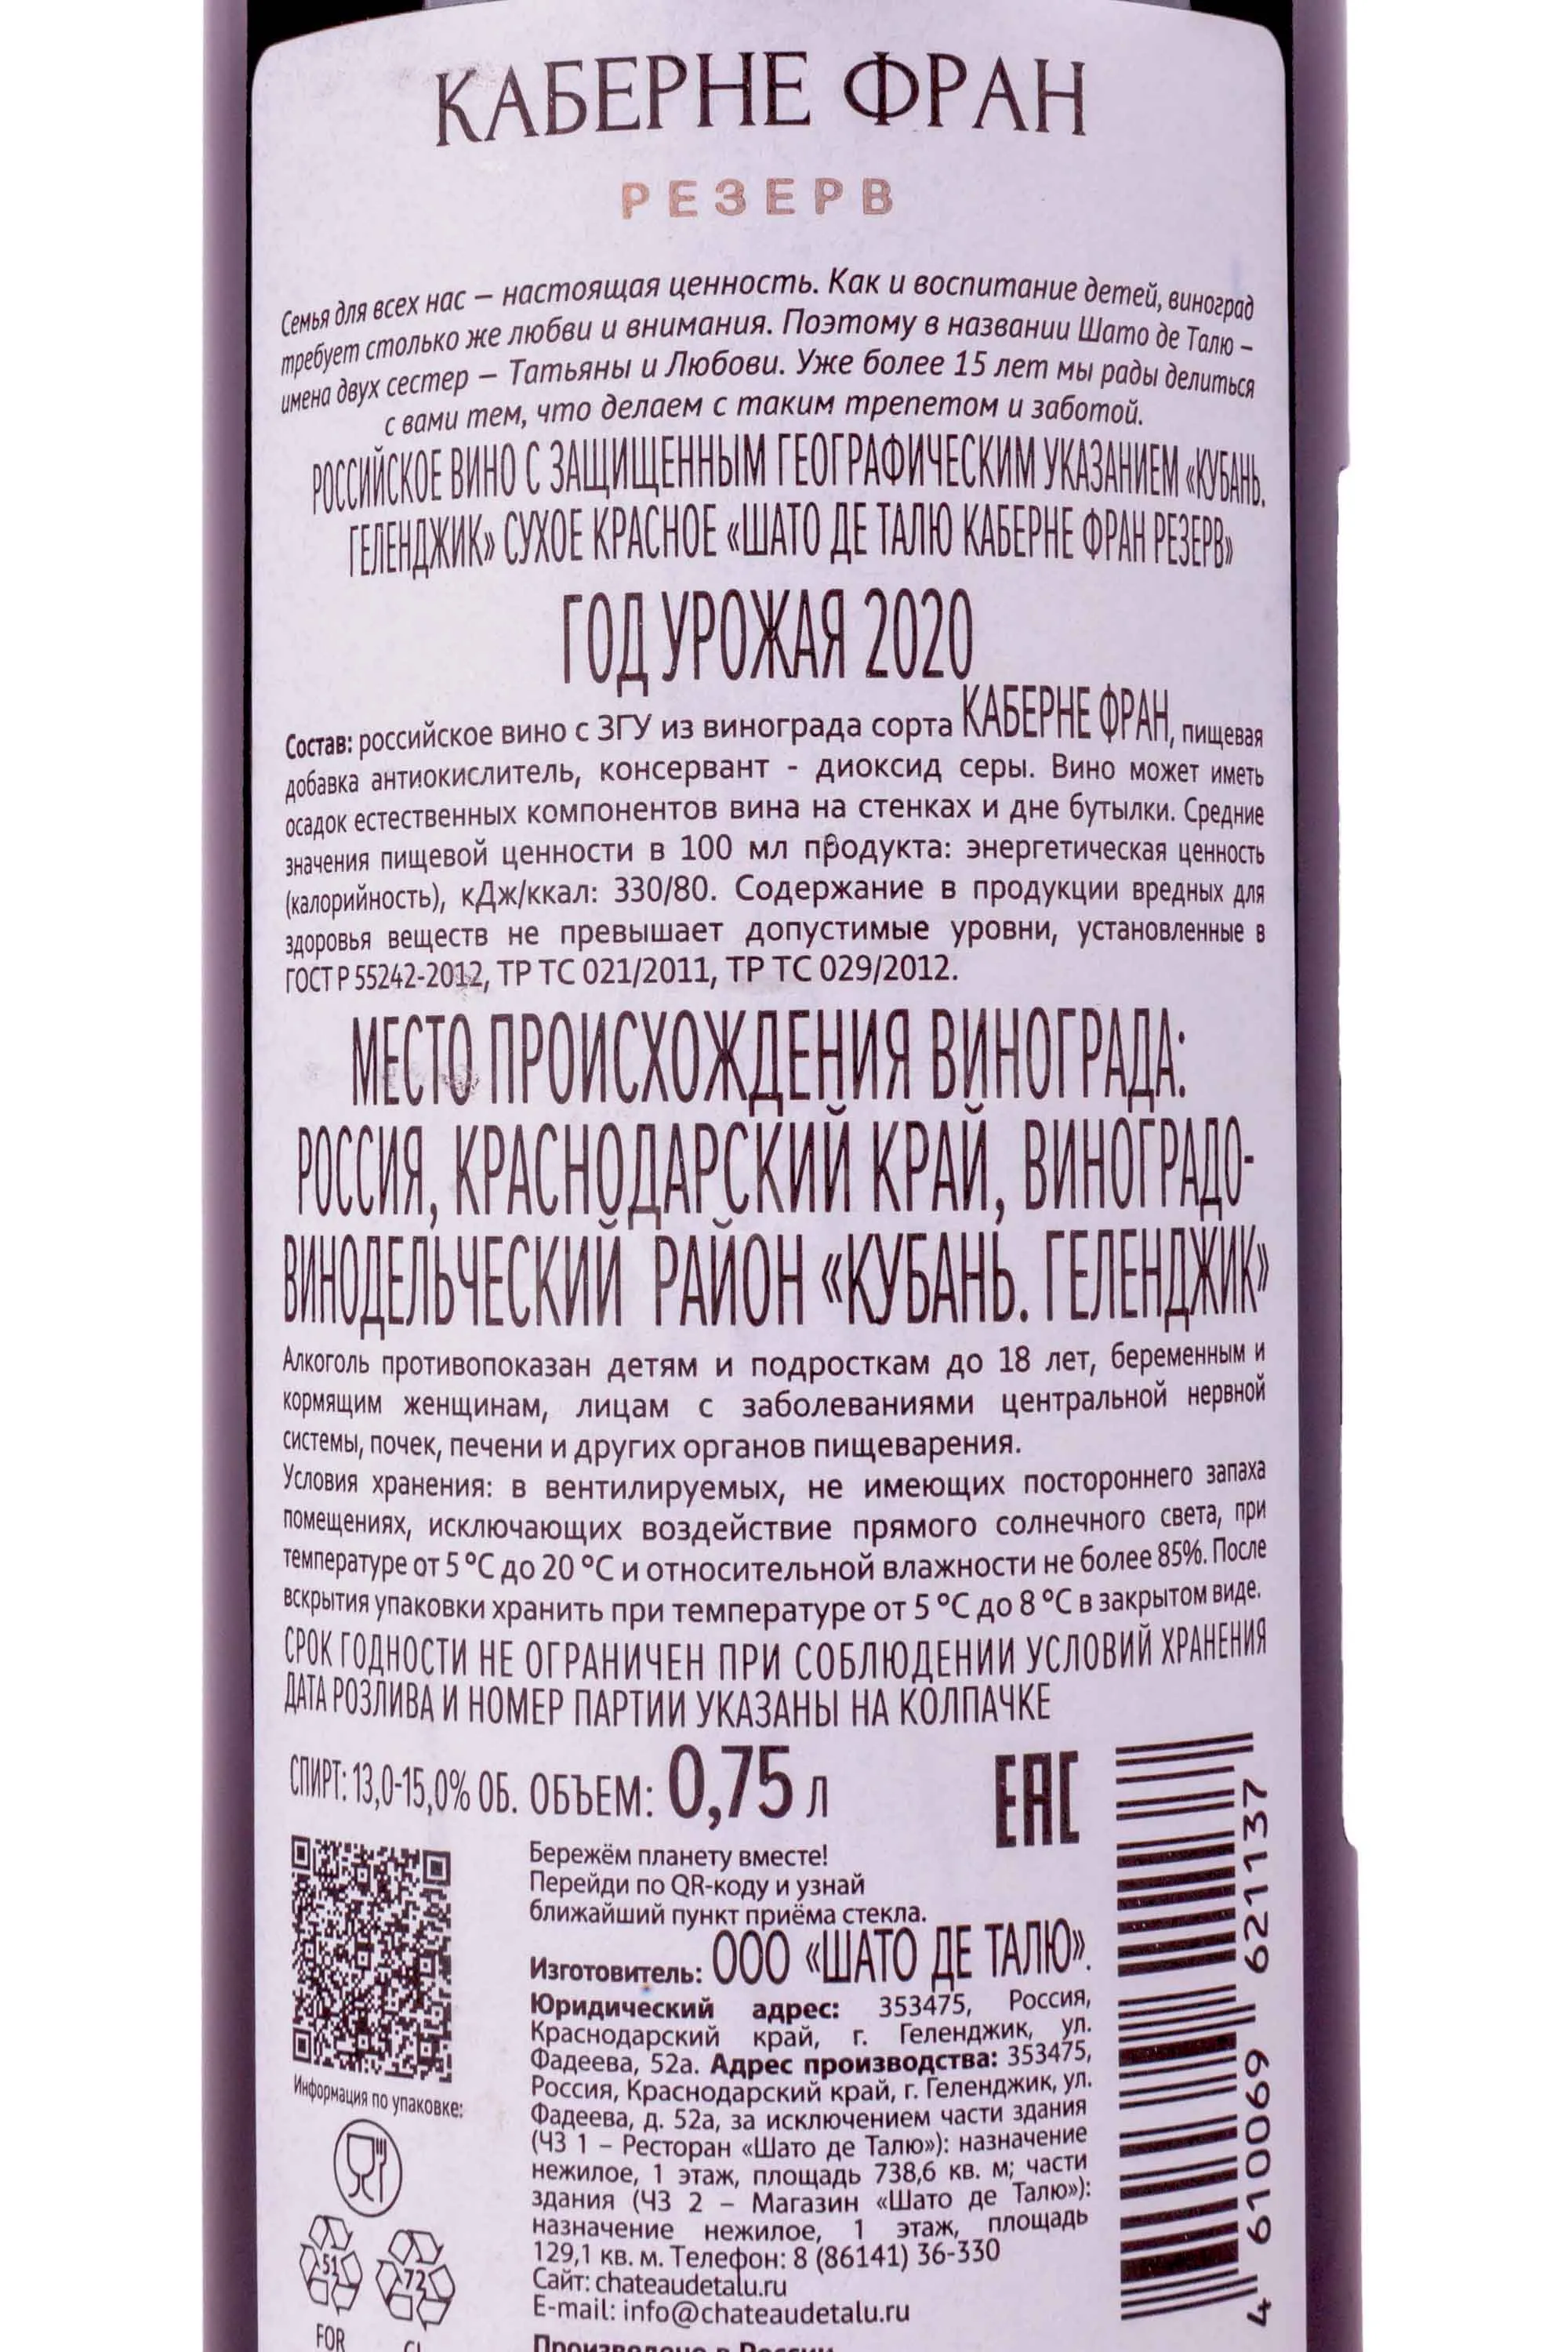 КАБЕРНЕ ФРАН
РЕЗЕРВ
Семья для всех нас – настоящая ценность. Как и воспитание детей, виноград
требует столько же любви и внимания. Поэтому в названии Шато де Талю –
имена двух сестер – Татьяны и Любови. Уже более 15 лет мы рады делиться
с вами тем, что делаем с таким трепетом и заботой.
РОССИЙСКОЕ ВИНО С ЗАЩИЩЕННЫМ ГЕОГРАФИЧЕСКИМ УКАЗАНИЕМ «КУБАНЬ.
ГЕЛЕНДЖИК» СУХОЕ КРАСНОЕ «ШАТО ДЕ ТАЛЮ КАБЕРНЕ ФРАН РЕЗЕРВ»
ГОД УРОЖАЯ 2020
Состав: российское вино с ЗГУ из винограда сорта КАБЕРНЕ ФРАН, пищевая
добавка антиокислитель, консервант - диоксид серы. Вино может иметь
осадок естественных компонентов вина на стенках и дне бутылки. Средние
значения пищевой ценности в 100 мл продукта: энергетическая ценность
(калорийность), кДж/ккал: 330/80. Содержание в продукции вредных для
здоровья веществ не превышает допустимые уровни, установленные в
ГОСТ Р 55242-2012, ТР ТС 021/2011, ТР ТС 029/2012.
МЕСТО ПРОИСХОЖДЕНИЯ ВИНОГРАДА:
РОССИЯ, КРАСНОДАРСКИЙ КРАЙ, ВИНОГРАДО-
ВИНОДЕЛЬЧЕСКИЙ РАЙОН «КУБАНЬ. ГЕЛЕНДЖИК»
Алкоголь противопоказан детям и подросткам до 18 лет, беременным и
кормящим женщинам, лицам с заболеваниями центральной нервной
системы, почек, печени и других органов пищеварения.
Условия хранения: в вентилируемых, не имеющих постороннего запаха
помещениях, исключающих воздействие прямого солнечного света, при
температуре от 5 °С до 20 °С и относительной влажности не более 85%. После
вскрытия упаковки хранить при температуре от 5 °С до 8 °С в закрытом виде.
СРОК ГОДНОСТИ НЕ ОГРАНИЧЕН ПРИ СОБЛЮДЕНИИ УСЛОВИЙ ХРАНЕНИЯ
ДАТА РОЗЛИВА И НОМЕР ПАРТИИ УКАЗАНЫ НА КОЛПАЧКЕ
СПИРТ: 13,0-15,0% ОБ. ОБЪЕМ: 0,75 л
EAC
Бережём планету вместе!
Перейди по QR-коду и узнай
ближайший пункт приёма стекла.
Изготовитель: ООО «ШАТО ДЕ ТАЛЮ».
Юридический адрес: 353475, Россия,
Краснодарский край, г. Геленджик, ул.
Фадеева, 52а. Адрес производства: 353475,
Россия, Краснодарский край, г. Геленджик, ул.
Фадеева, д. 52а, за исключением части здания
(ЧЗ 1 – Ресторан «Шато де Талю»): назначение
нежилое, 1 этаж, площадь 738,6 кв. м; части
здания (ЧЗ 2 – Магазин «Шато де Талю»):
назначение нежилое, 1 этаж, площадь
129,1 кв. м. Телефон: 8 (86141) 36-330
Сайт: chateaudetalu.ru
E-mail: info@chateaudetalu.ru
Произведено в России
Информация по упаковке:
51
72
FOR
4 610069 621137